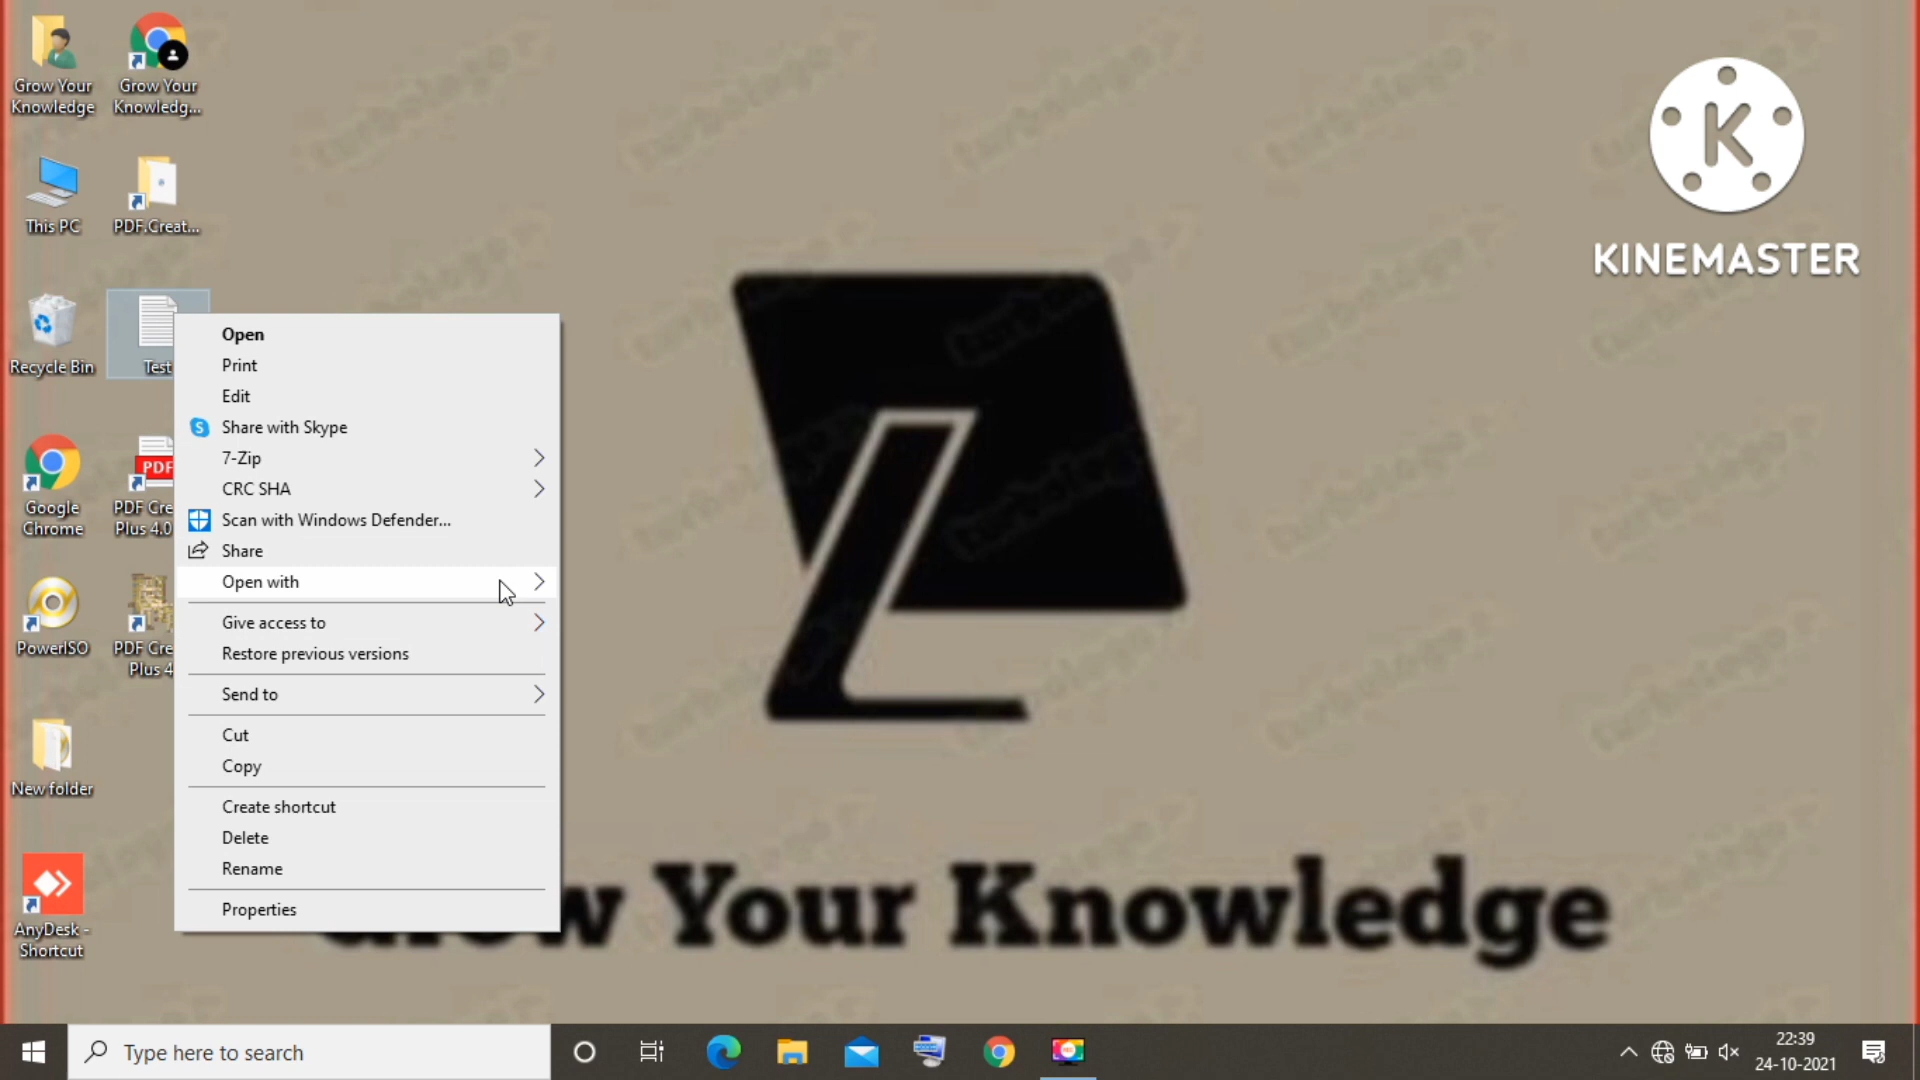 Grow Your
Knowledge
Grow Your
Knowledg...
This PC
PDF.Creat...
Recycle Bin
Test
Google
Chrome
PDF Cre
Plus 4.0
PowerISO
PDF Cre
Plus 4
New folder
AnyDesk -
Shortcut
PDF
Open
Print
Edit
Share with Skype
7-Zip
CRC SHA
Scan with Windows Defender...
Share
Open with
Give access to
Restore previous versions
Send to
Cut
Copy
Create shortcut
Delete
Rename
Properties
K
KINEMASTER
Grow Your Knowledge
Type here to search
22:39
24-10-2021